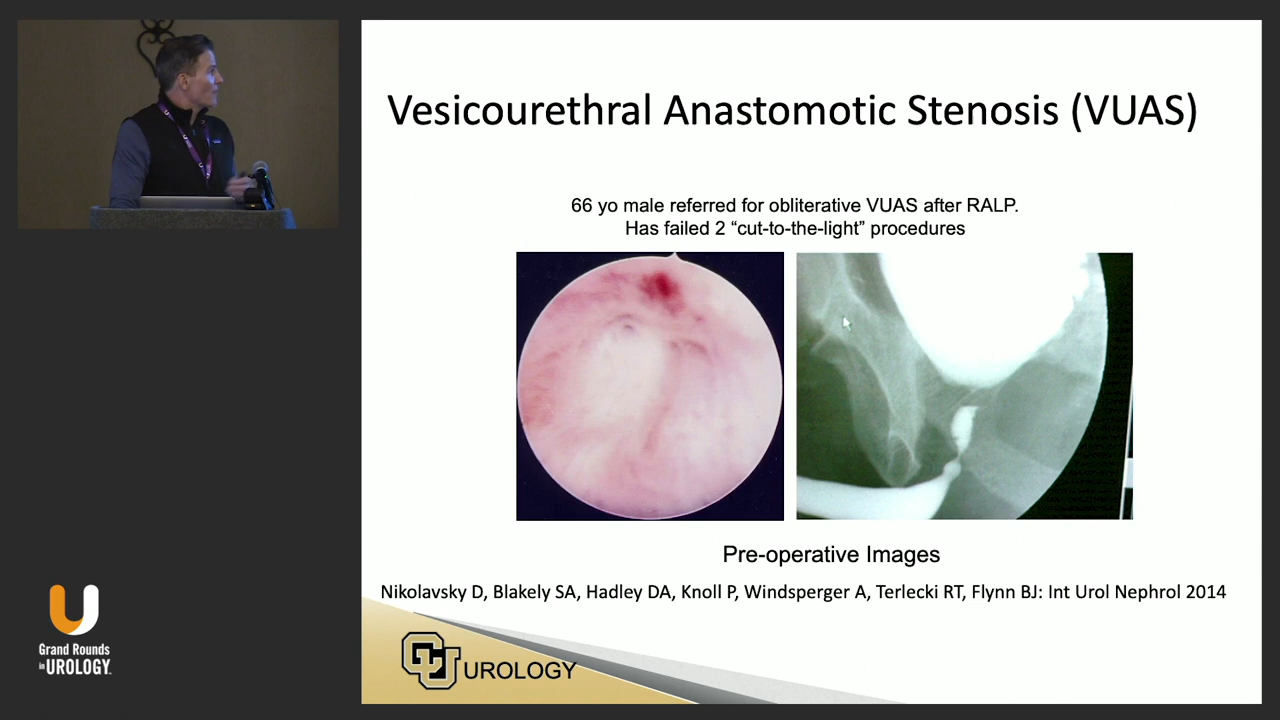 Vesicourethral Anastomotic Stenosis (VUAS)
66 yo male referred for obliterative VUAS after RALP.
Has failed 2 “cut-to-the-light” procedures
Pre-operative Images
Nikolavsky D, Blakely SA, Hadley DA, Knoll P, Windsperger A, Terlecki RT, Flynn BJ: Int Urol Nephrol 2014
CU UROLOGY
Grand Rounds
in UROLOGY